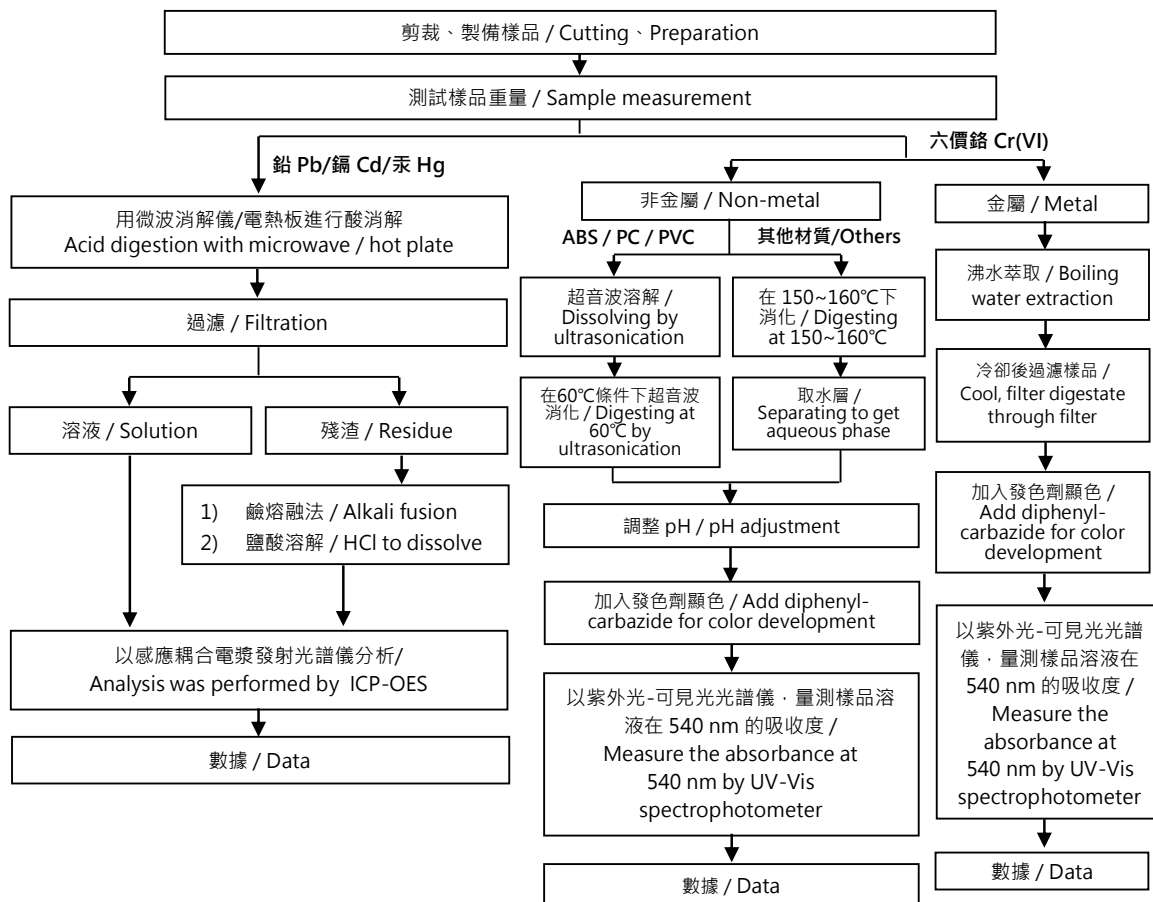 剪裁、製備樣品 / Cutting、Preparation
測試樣品重量 / Sample measurement
鉛 Pb/鎘 Cd/汞 Hg
用微波消解儀/電熱板進行酸消解
Acid digestion with microwave / hot plate
過濾 / Filtration
溶液 / Solution
殘渣 / Residue
1) 鹼熔融法 / Alkali fusion
2) 鹽酸溶解 / HCl to dissolve
以感應耦合電漿發射光譜儀分析/
Analysis was performed by ICP-OES
數據 / Data
六價鉻 Cr(VI)
非金屬 / Non-metal
ABS / PC / PVC
超音波溶解 /
Dissolving by
ultrasonication
在60℃條件下超音波
消化 / Digesting at
60℃ by
ultrasonication
其他材質/Others
在 150~160℃下
消化 / Digesting
at 150~160℃
取水層 /
Separating to get
aqueous phase
調整 pH / pH adjustment
加入發色劑顯色 / Add diphenyl-
carbazide for color development
以紫外光-可見光光譜儀，量測樣品溶
液在 540 nm 的吸收度 /
Measure the absorbance at
540 nm by UV-Vis
spectrophotometer
數據 / Data
金屬 / Metal
沸水萃取 / Boiling
water extraction
冷卻後過濾樣品 /
Cool, filter digestate
through filter
加入發色劑顯色 /
Add diphenyl-
carbazide for color
development
以紫外光-可見光光譜
儀，量測樣品溶液在
540 nm 的吸收度 /
Measure the
absorbance at
540 nm by UV-Vis
spectrophotometer
數據 / Data